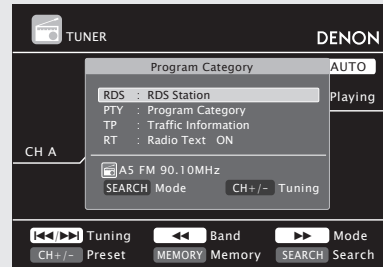 TUNER
DENON
Program Category
AUTO
RDS : RDS Station
PTY : Program Category
Playing
TP : Traffic Information
RT : Radio Text ON
CH A
A5 FM 90.10MHz
SEARCH Mode CH+/- Tuning
Tuning Band Mode
CH+/- Preset MEMORY Memory SEARCH Search